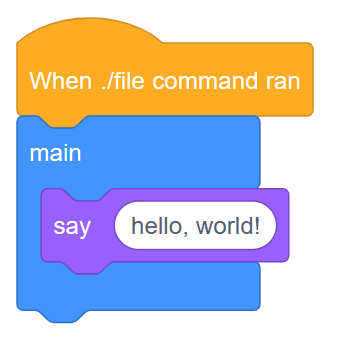 When ./file command ran
main
say hello, world!